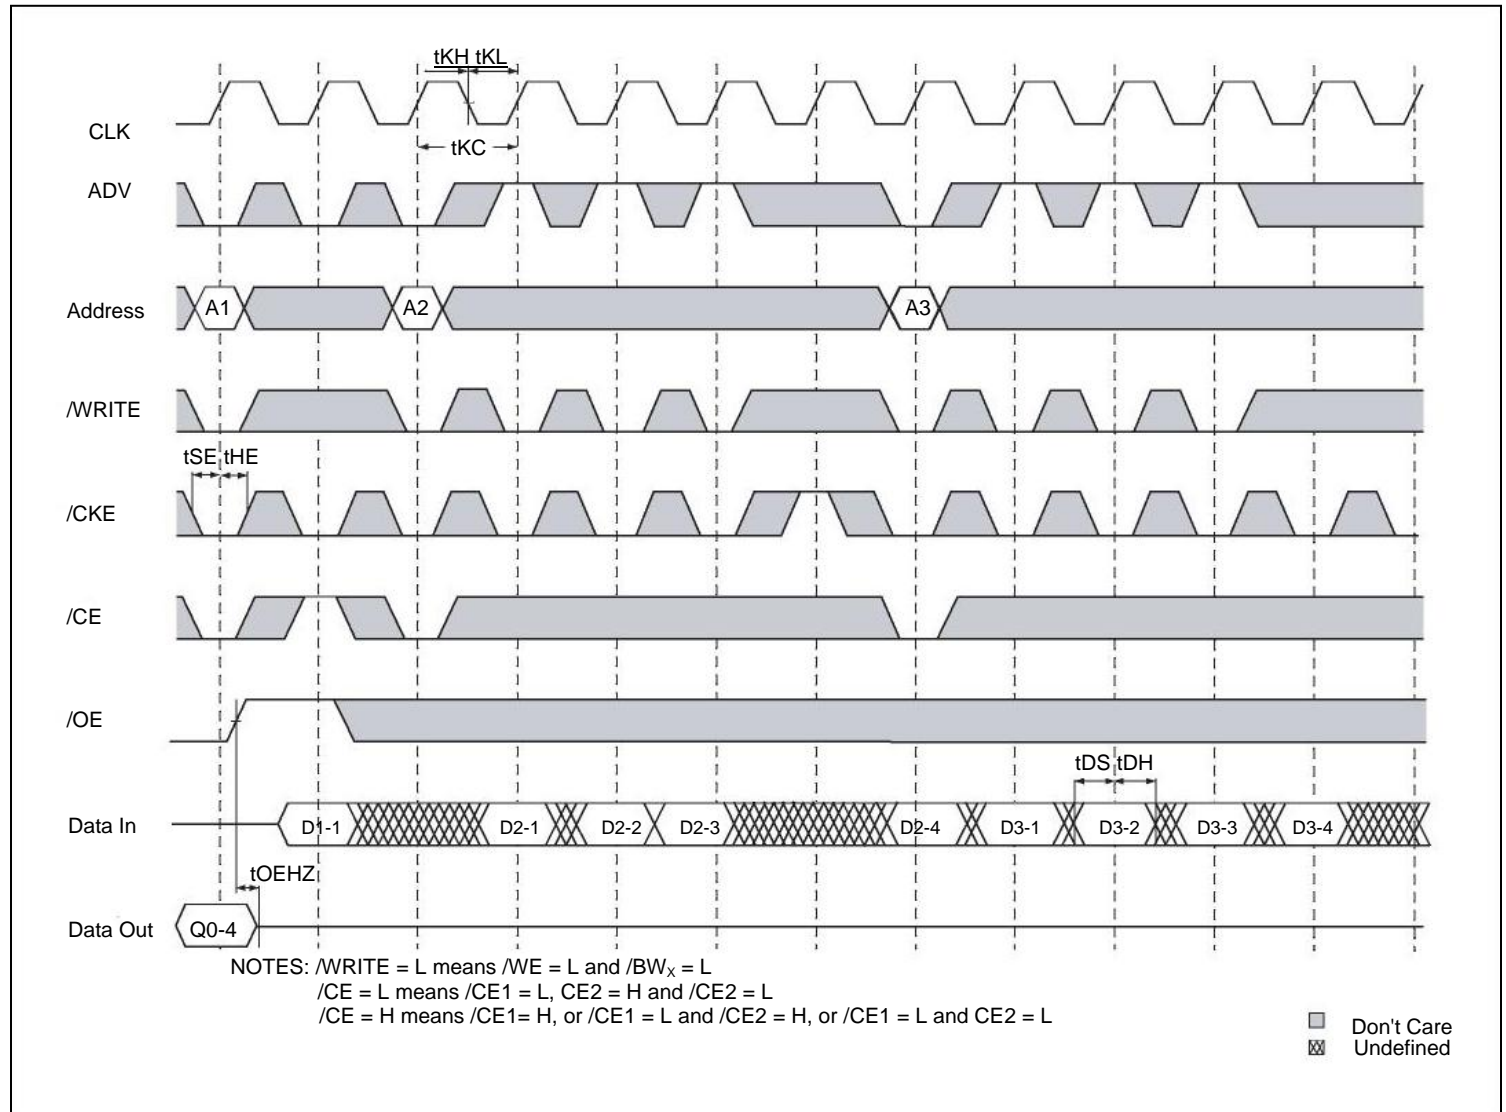 tKH tKL
CLK
tKC
ADV
Address A1 A2 A3
/WRITE
tSE tHE
/CKE
/CE
/OE
tDS tDH
Data In D1-1 D2-1 D2-2 D2-3 D2-4 D3-1 D3-2 D3-3 D3-4
tOEHZ
Data Out Q0-4
NOTES: /WRITE = L means /WE = L and /BWX = L
/CE = L means /CE1 = L, CE2 = H and /CE2 = L
/CE = H means /CE1= H, or /CE1 = L and /CE2 = H, or /CE1 = L and CE2 = L
Don't Care
Undefined